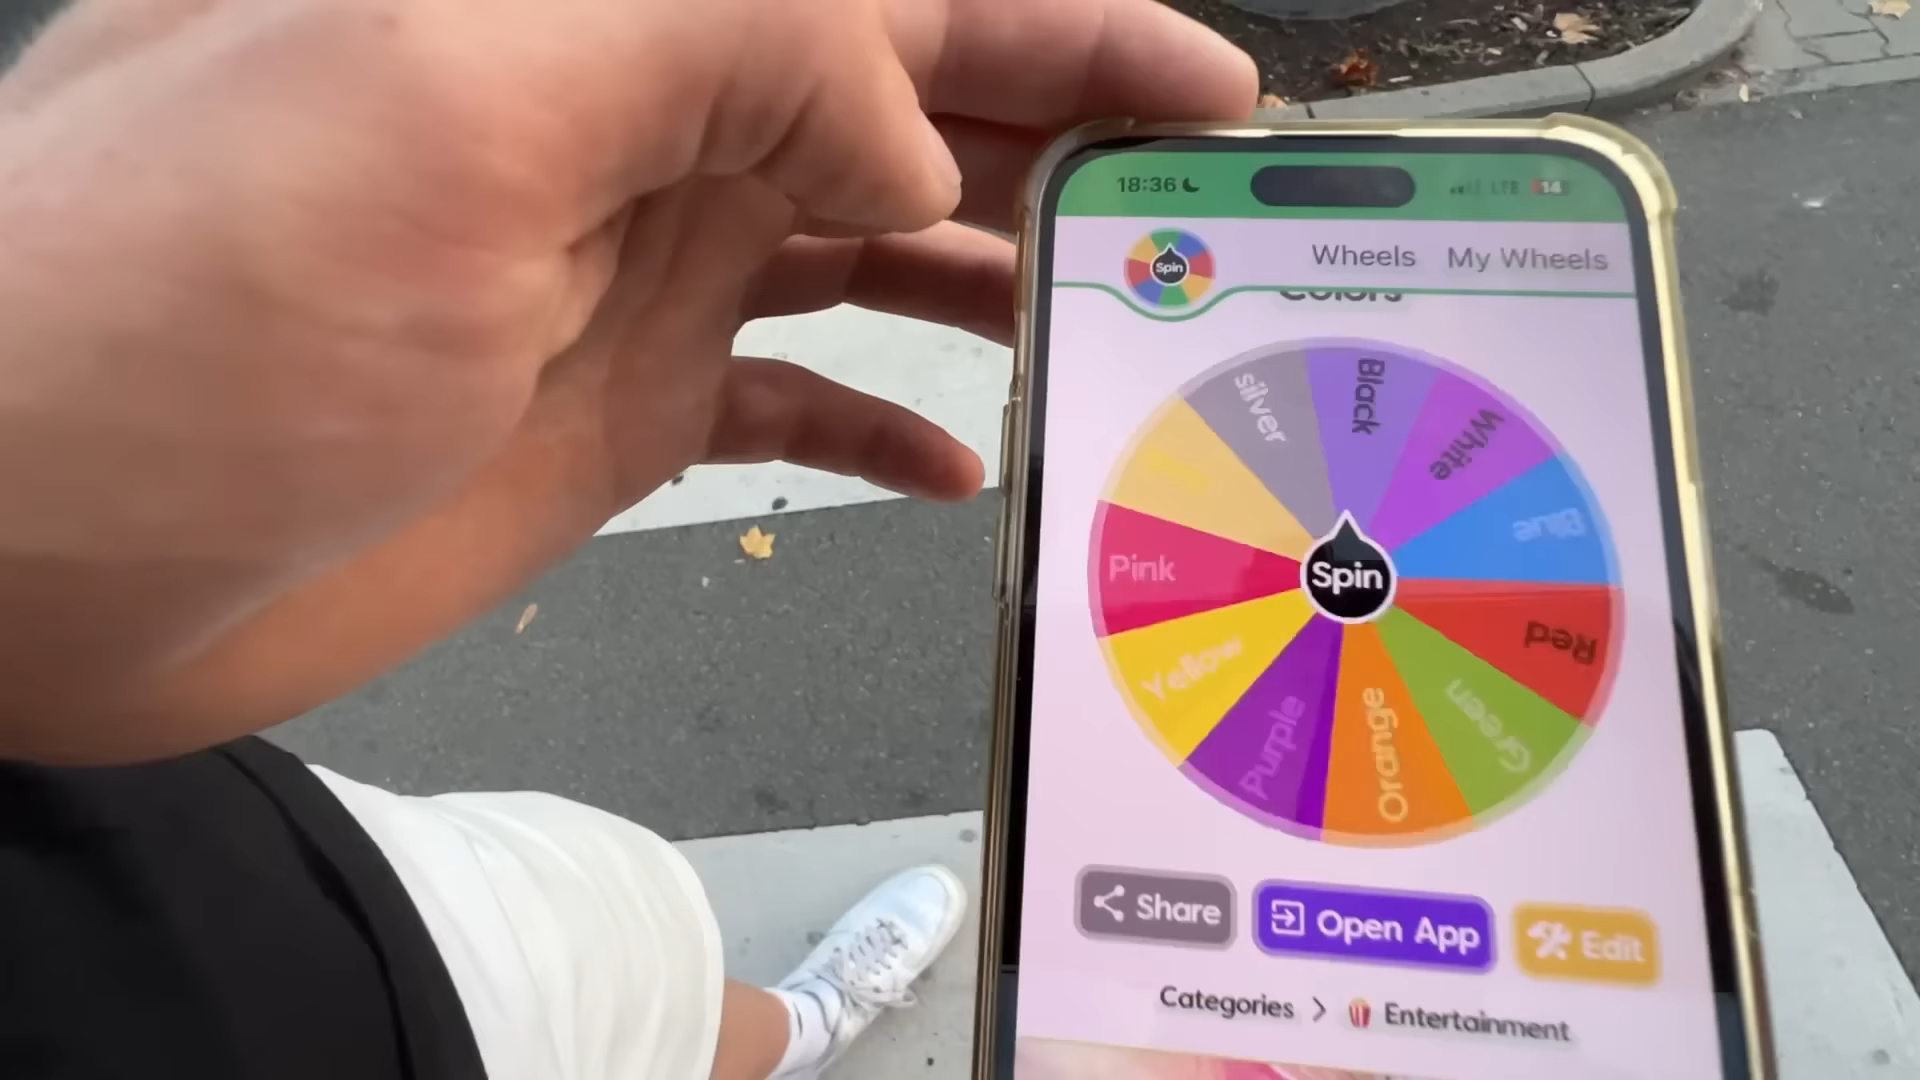 18:36 LTE 14
Spin
Wheels My Wheels
Colors
Black
White
Blue
Red
Green
Orange
Purple
Yellow
Pink
silver
Spin
Share
Open App
Edit
Categories > Entertainment